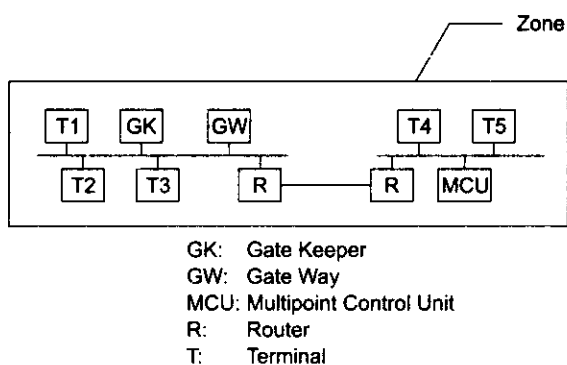 Zone
T1 GK GW T4 T5
T2 T3 R R MCU
GK: Gate Keeper
GW: Gate Way
MCU: Multipoint Control Unit
R: Router
T: Terminal